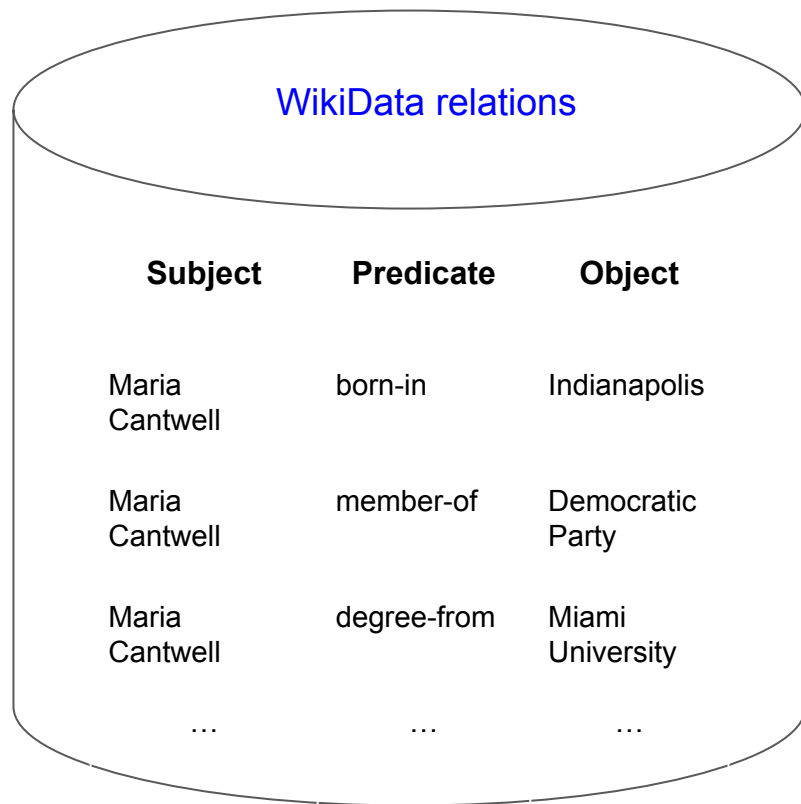 WikiData relations
Subject Predicate Object
Maria born-in Indianapolis
Cantwell
Maria member-of Democratic
Cantwell Party
Maria degree-from Miami
Cantwell University
… … …